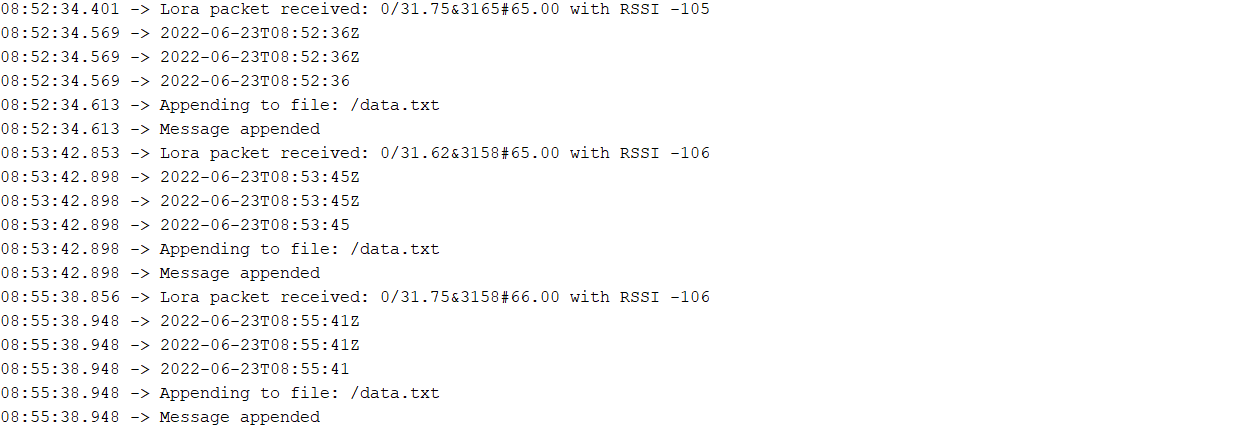 08:52:34.401 -> Lora packet received: 0/31.75&3165#65.00 with RSSI -105
08:52:34.569 -> 2022-06-23T08:52:36Z
08:52:34.569 -> 2022-06-23T08:52:36Z
08:52:34.569 -> 2022-06-23T08:52:36
08:52:34.613 -> Appending to file: /data.txt
08:52:34.613 -> Message appended
08:53:42.853 -> Lora packet received: 0/31.62&3158#65.00 with RSSI -106
08:53:42.898 -> 2022-06-23T08:53:45Z
08:53:42.898 -> 2022-06-23T08:53:45Z
08:53:42.898 -> 2022-06-23T08:53:45
08:53:42.898 -> Appending to file: /data.txt
08:53:42.898 -> Message appended
08:55:38.856 -> Lora packet received: 0/31.75&3158#66.00 with RSSI -106
08:55:38.948 -> 2022-06-23T08:55:41Z
08:55:38.948 -> 2022-06-23T08:55:41Z
08:55:38.948 -> 2022-06-23T08:55:41
08:55:38.948 -> Appending to file: /data.txt
08:55:38.948 -> Message appended